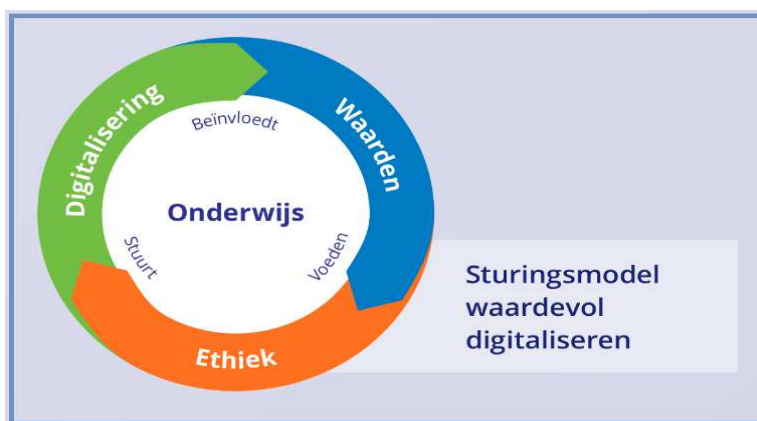 Digitalisering
Beïnvloedt
Waarden
Onderwijs
Stuurt
Voeden
Ethiek
Sturingsmodel
waardevol
digitaliseren